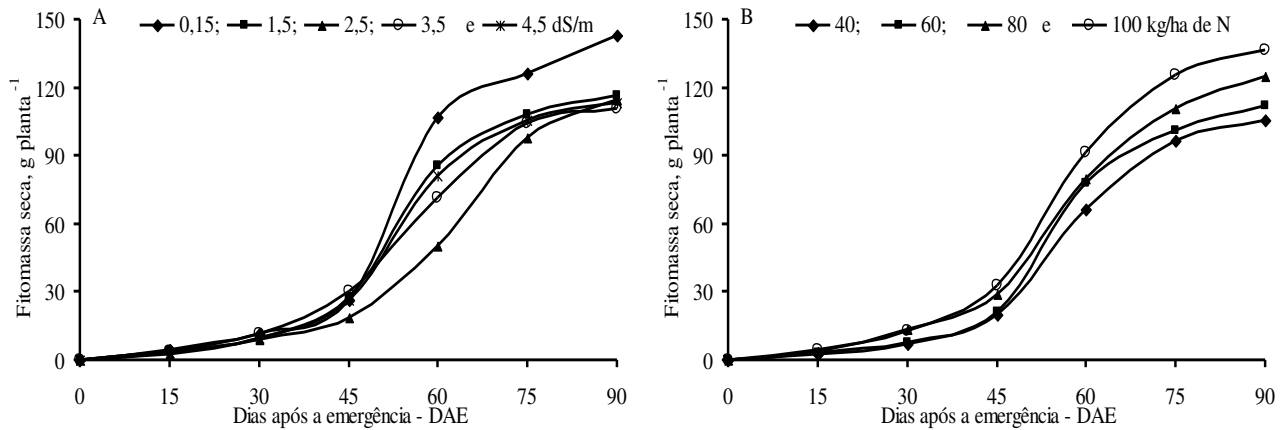 A
0,15; 1,5; 2,5; 3,5 e 4,5 dS/m
Fitomassa seca, g planta⁻¹
150
120
90
60
30
0
0 15 30 45 60 75 90
Dias após a emergência - DAE
B
40; 60; 80 e 100 kg/ha de N
Fitomassa seca, g planta⁻¹
150
120
90
60
30
0
0 15 30 45 60 75 90
Dias após a emergência - DAE